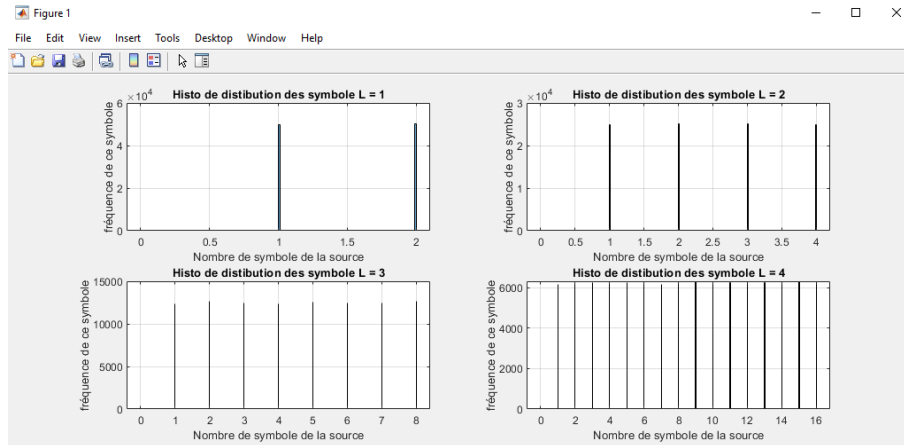 Figure 1
File Edit View Insert Tools Desktop Window Help
×10⁴ Histo de distibution des symbole L = 1
fréquence de ce symbole
6
4
2
0
0 0.5 1 1.5 2
Nombre de symbole de la source
×10⁴ Histo de distibution des symbole L = 2
fréquence de ce symbole
3
2
1
0
0 0.5 1 1.5 2 2.5 3 3.5 4
Nombre de symbole de la source
Histo de distibution des symbole L = 3
fréquence de ce symbole
15000
10000
5000
0
0 1 2 3 4 5 6 7 8
Nombre de symbole de la source
Histo de distibution des symbole L = 4
fréquence de ce symbole
6000
4000
2000
0
0 2 4 6 8 10 12 14 16
Nombre de symbole de la source